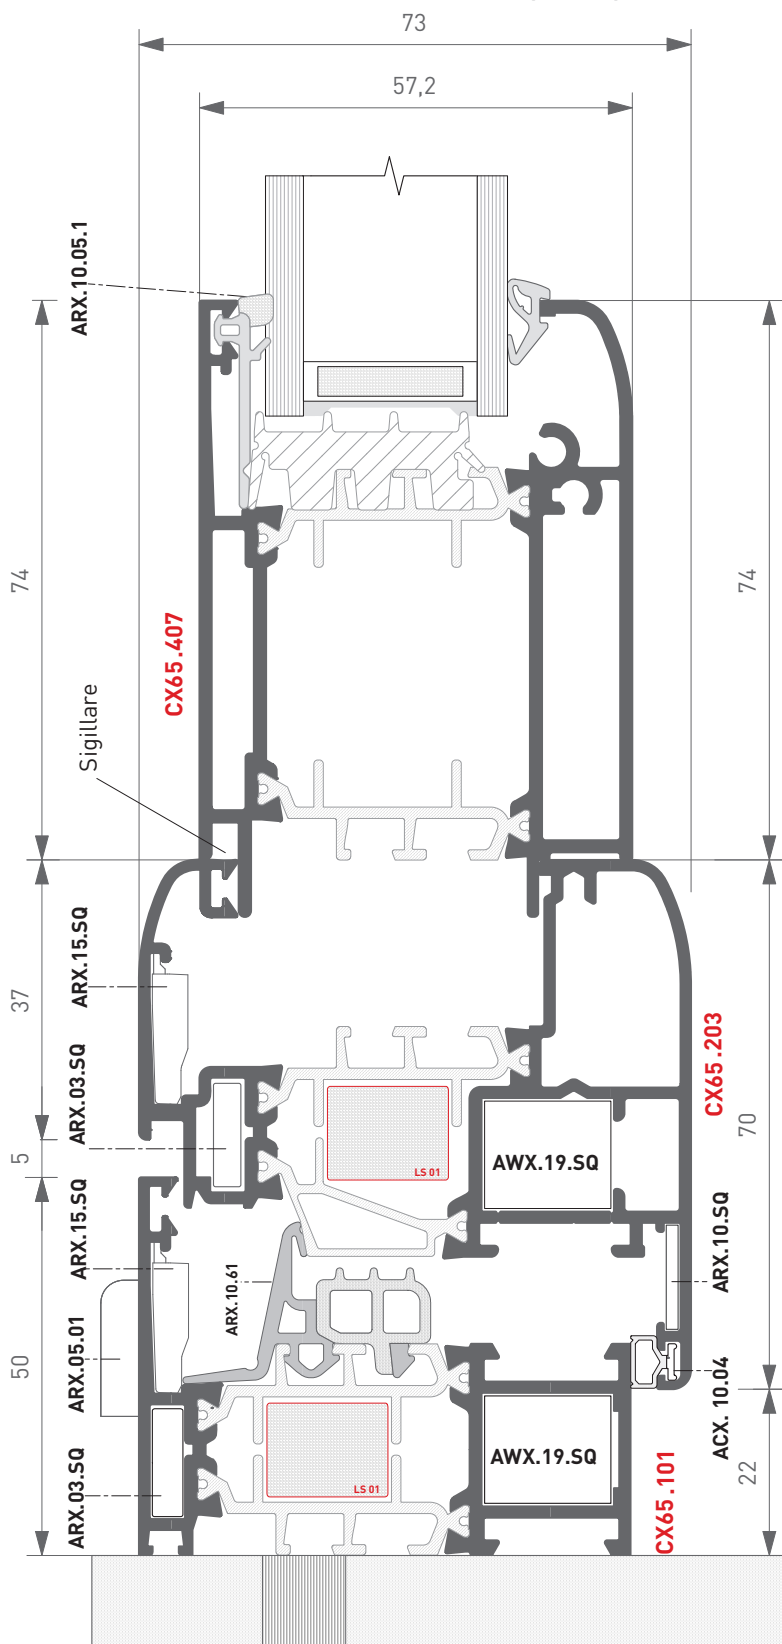 73
57,2
ARX.10.05.1
74
74
CX65.407
Sigillare
ARX.15.SQ
37
ARX.03.SQ
CX65.203
5
LS 01
AWX.19.SQ
70
ARX.15.SQ
ARX.10.61
ARX.10.SQ
ARX.05.01
50
ACX. 10.04
ARX.03.SQ
LS 01
AWX.19.SQ
CX65.101
22